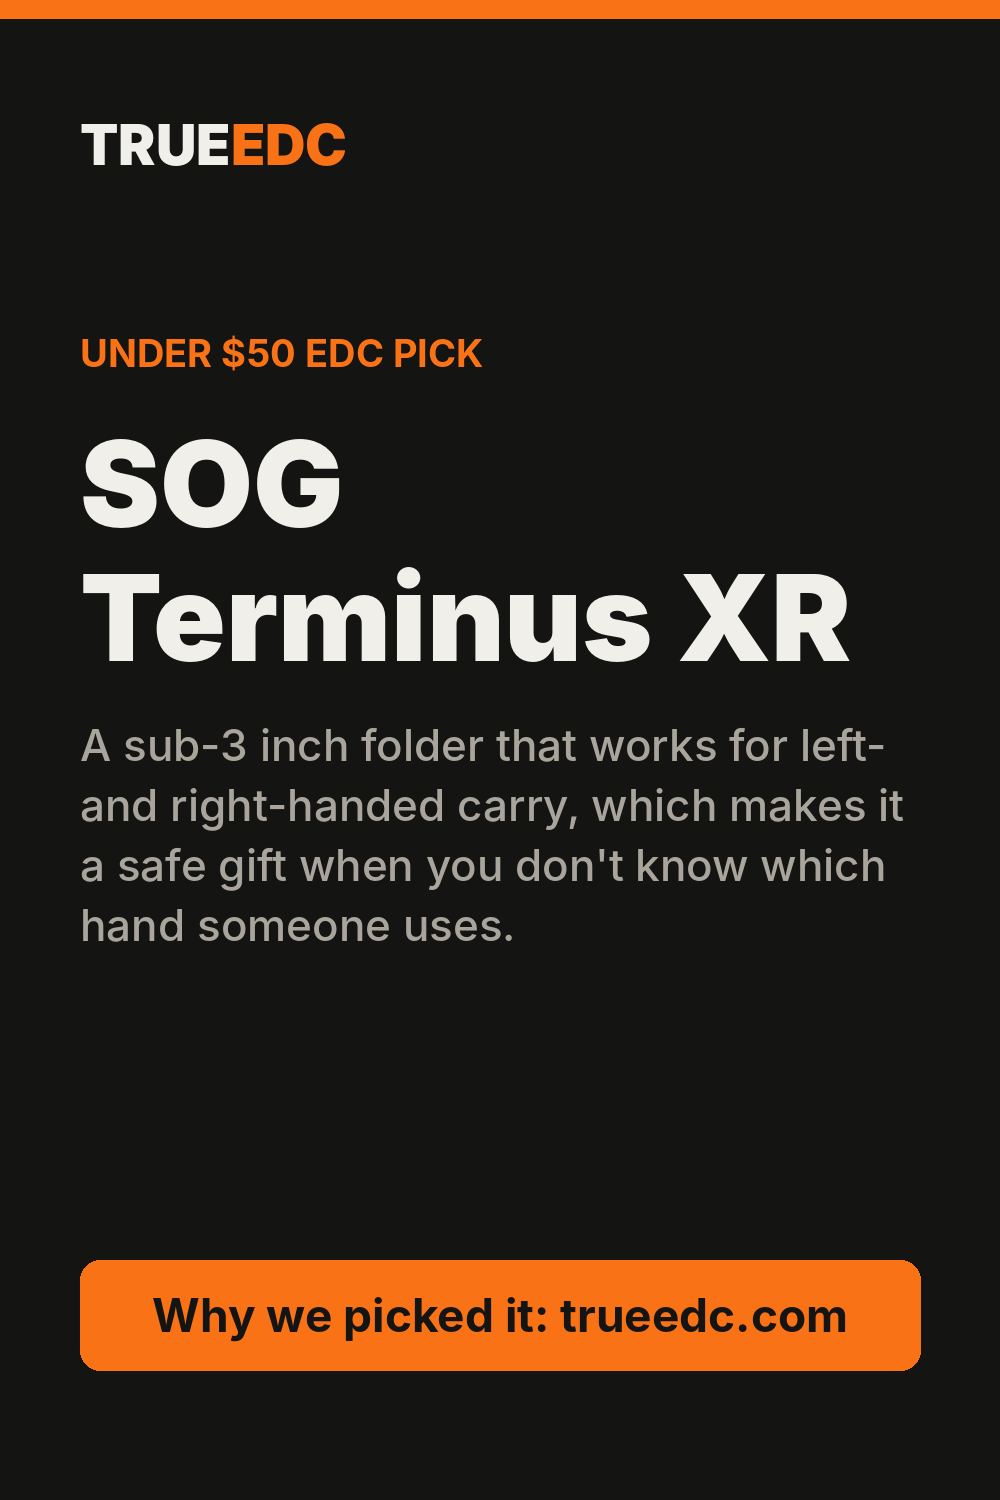 TRUEEDC
UNDER $50 EDC PICK
SOG
Terminus XR
A sub-3 inch folder that works for left-
and right-handed carry, which makes it
a safe gift when you don't know which
hand someone uses.
Why we picked it: trueedc.com